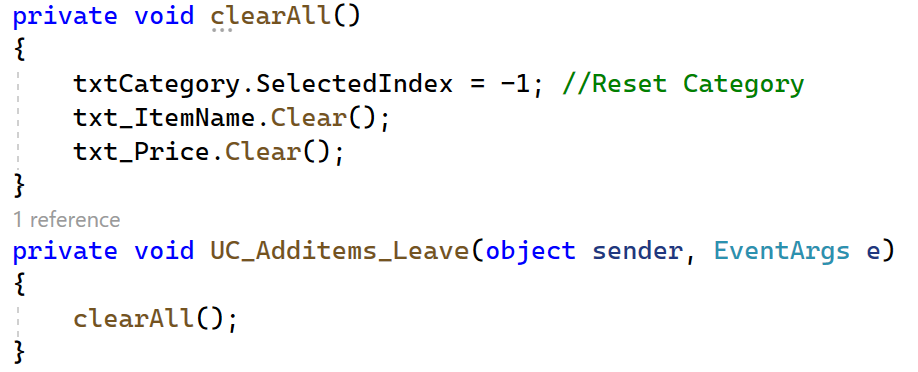 private void clearAll()
{
    txtCategory.SelectedIndex = -1; //Reset Category
    txt_ItemName.Clear();
    txt_Price.Clear();
}
1 reference
private void UC_Additems_Leave(object sender, EventArgs e)
{
    clearAll();
}